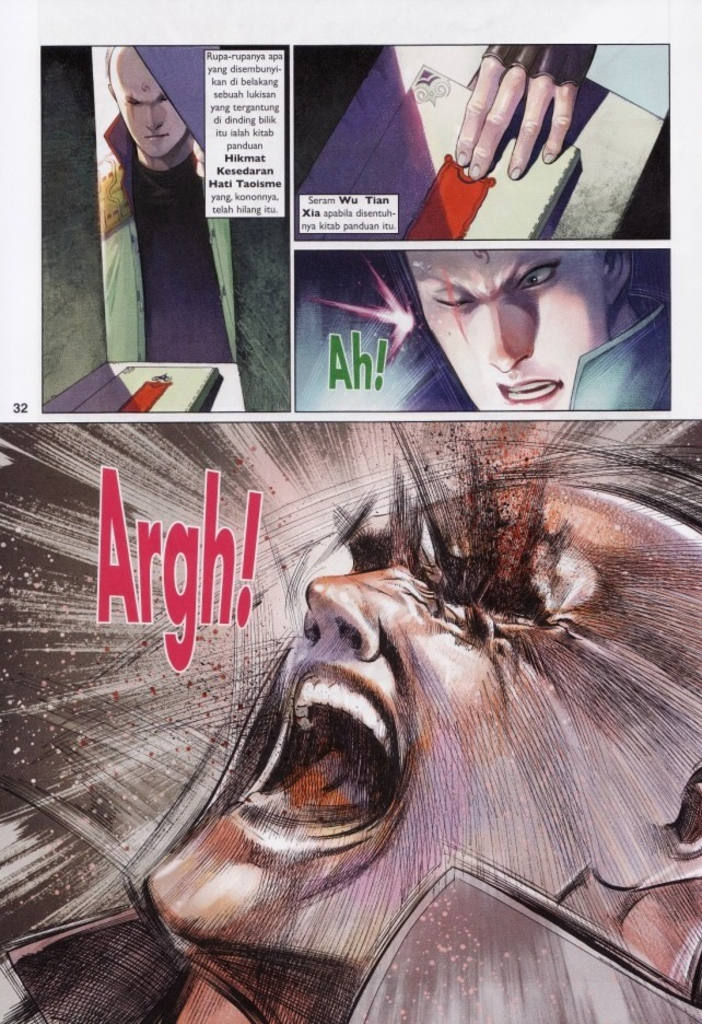 Rupa-rupanya apa
yang disembunyi-
kan di belakang
sebuah lukisan
yang tergantung
di dinding bilik
itu ialah kitab
panduan
Hikmat
Kesedaran
Hati Taoisme
yang, kononnya,
telah hilang itu.
Seram Wu Tian
Xia apabila disentuh-
nya kitab panduan itu.
Ah!
32
Argh!